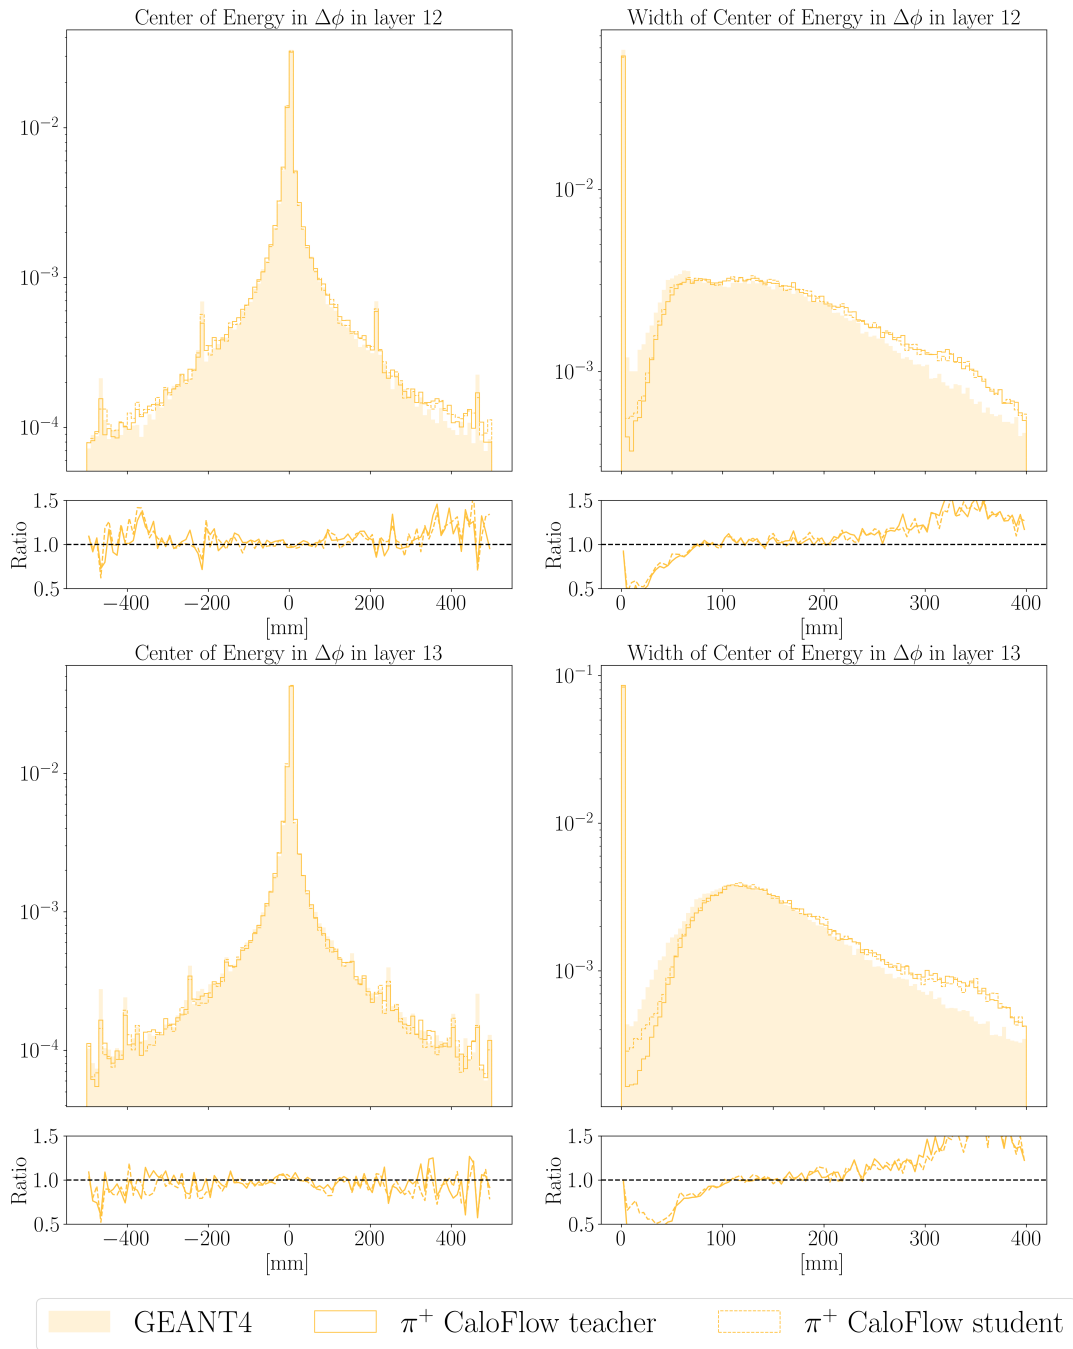 Center of Energy in Δϕ in layer 12
Width of Center of Energy in Δϕ in layer 12
10⁻²
10⁻³
10⁻⁴
10⁻²
10⁻³
Ratio
1.5
1.0
0.5
−400 −200 0 200 400
[mm]
Ratio
1.5
1.0
0.5
0 100 200 300 400
[mm]
Center of Energy in Δϕ in layer 13
Width of Center of Energy in Δϕ in layer 13
10⁻²
10⁻³
10⁻⁴
10⁻¹
10⁻²
10⁻³
Ratio
1.5
1.0
0.5
−400 −200 0 200 400
[mm]
Ratio
1.5
1.0
0.5
0 100 200 300 400
[mm]
GEANT4 π⁺ CaloFlow teacher π⁺ CaloFlow student